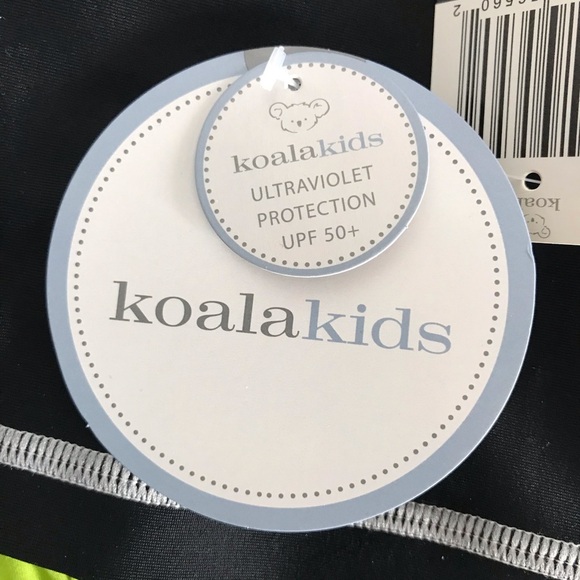 koalakids
ULTRAVIOLET
PROTECTION
UPF 50+
koalakids